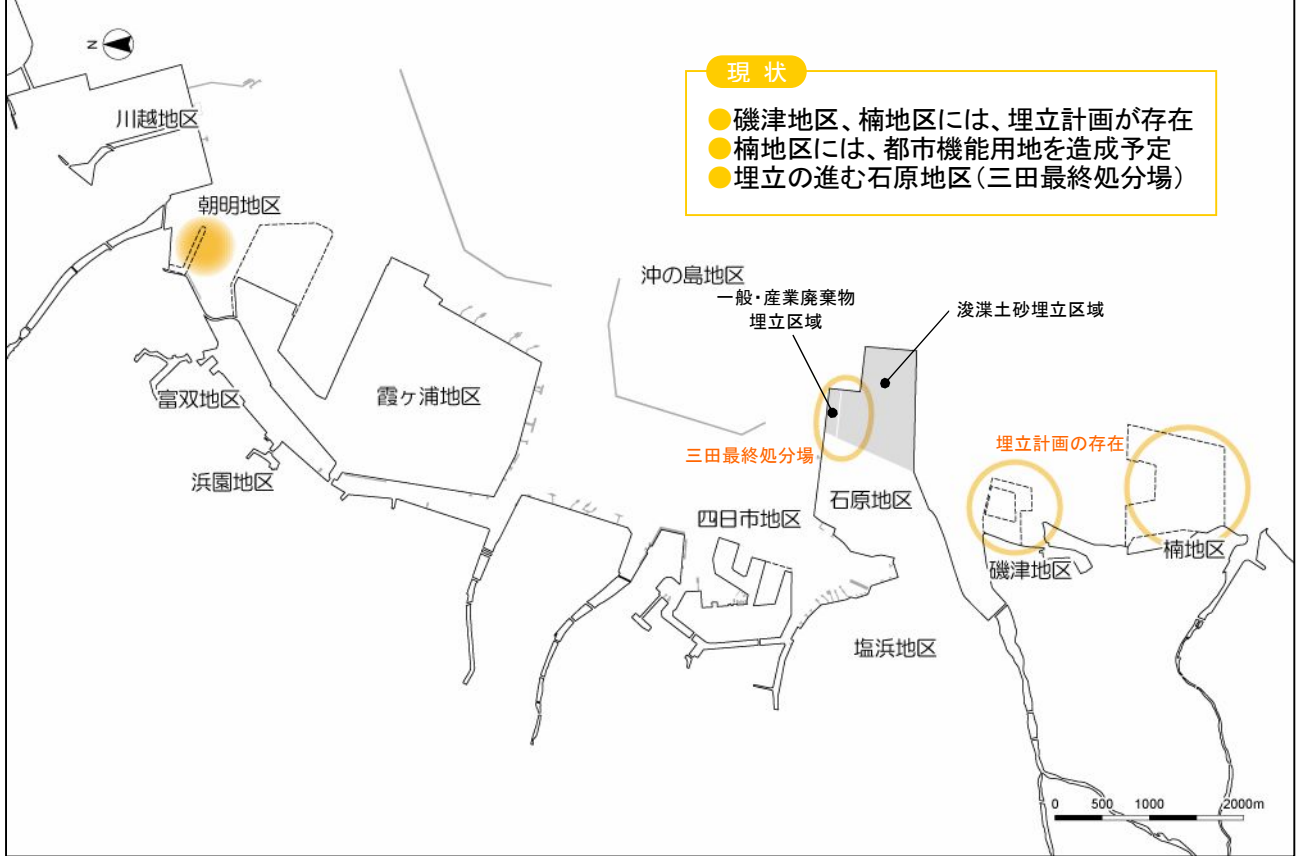 N
現 状
●磯津地区、楠地区には、埋立計画が存在
●楠地区には、都市機能用地を造成予定
●埋立の進む石原地区（三田最終処分場）
川越地区
朝明地区
富双地区
浜園地区
霞ヶ浦地区
沖の島地区
一般・産業廃棄物
埋立区域
浚渫土砂埋立区域
三田最終処分場
埋立計画の存在
石原地区
四日市地区
磯津地区
楠地区
塩浜地区
0 500 1000 2000m